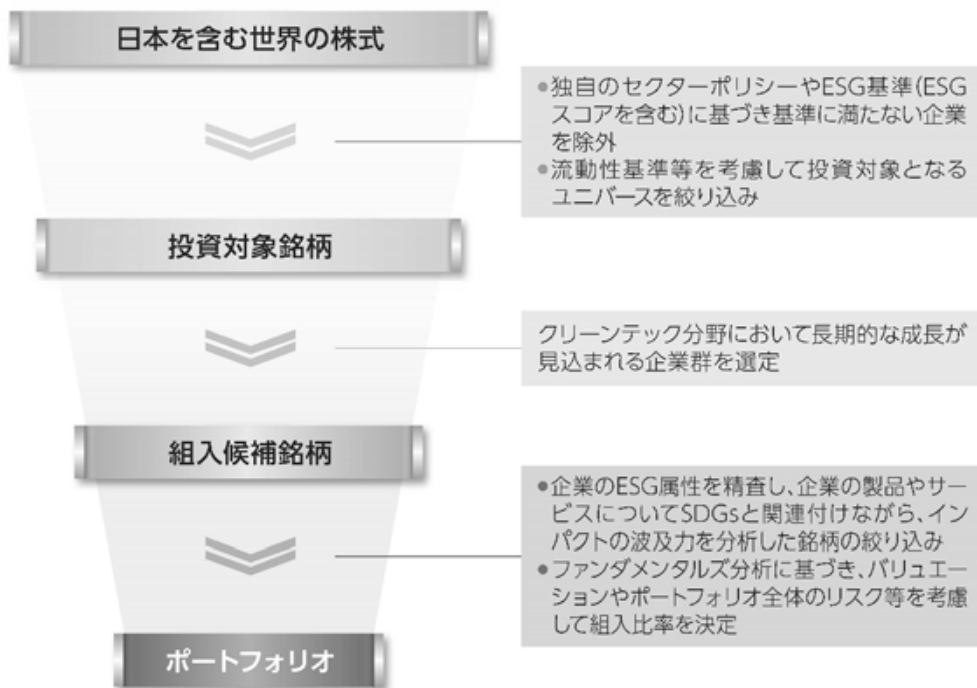 日本を含む世界の株式
●独自のセクターポリシーやESG基準(ESG
スコアを含む)に基づき基準に満たない企業
を除外
●流動性基準等を考慮して投資対象となる
ユニバースを絞り込み
投資対象銘柄
クリーンテック分野において長期的な成長が
見込まれる企業群を選定
組入候補銘柄
●企業のESG属性を精査し、企業の製品やサー
ビスについてSDGsと関連付けながら、イン
パクトの波及力を分析した銘柄の絞り込み
●ファンダメンタルズ分析に基づき、バリュエー
ションやポートフォリオ全体のリスク等を考慮
して組入比率を決定
ポートフォリオ